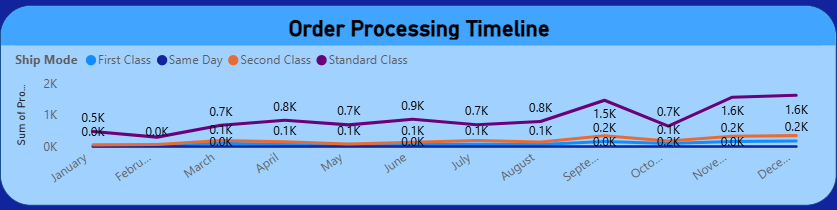 Order Processing Timeline
Ship Mode First Class Same Day Second Class Standard Class
Sum of Pro...
2K
1K
0K
0.5K 0.7K 0.8K 0.7K 0.9K 0.7K 0.8K 1.5K 0.7K 1.6K 1.6K
0.0K 0.0K 0.1K 0.1K 0.1K 0.1K 0.1K 0.1K 0.2K 0.1K 0.2K 0.2K
0.0K 0.0K 0.0K 0.2K 0.0K
January Febru... March April May June July August Septe... Octo... Nove... Dece...